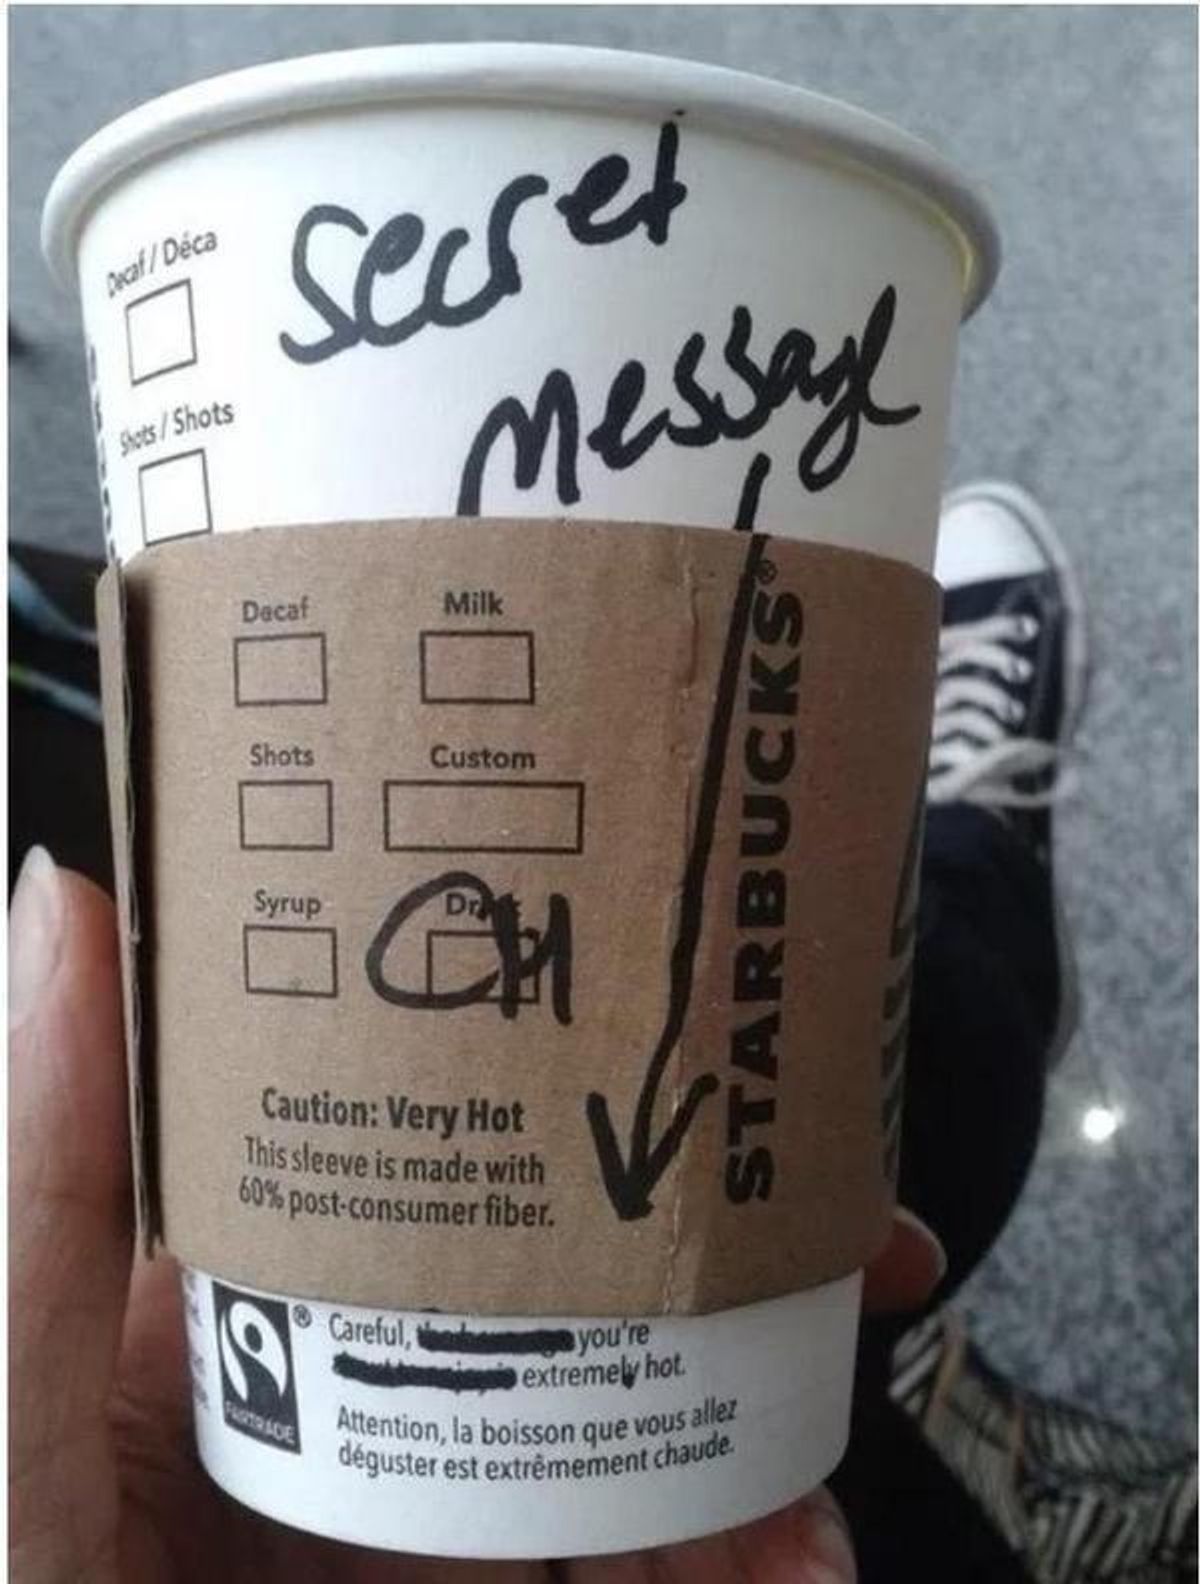 secret
message
Decaf / Déca
Shots / Shots
Decaf
Milk
Shots
Custom
Syrup
CH
STARBUCKS®
Caution: Very Hot
This sleeve is made with
60% post-consumer fiber.
FAIRTRADE
®
Careful, you're
extremely hot.
Attention, la boisson que vous allez
déguster est extrêmement chaude.